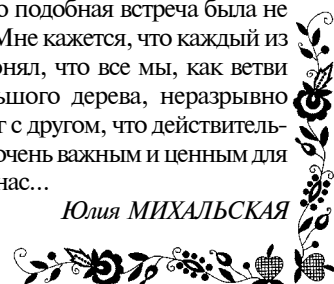 о подобная встреча была не
Мне кажется, что каждый из
онял, что все мы, как ветви
ьшого дерева, неразрывно
г с другом, что действитель-
очень важным и ценным для
нас...
Юлия МИХАЛЬСКАЯ